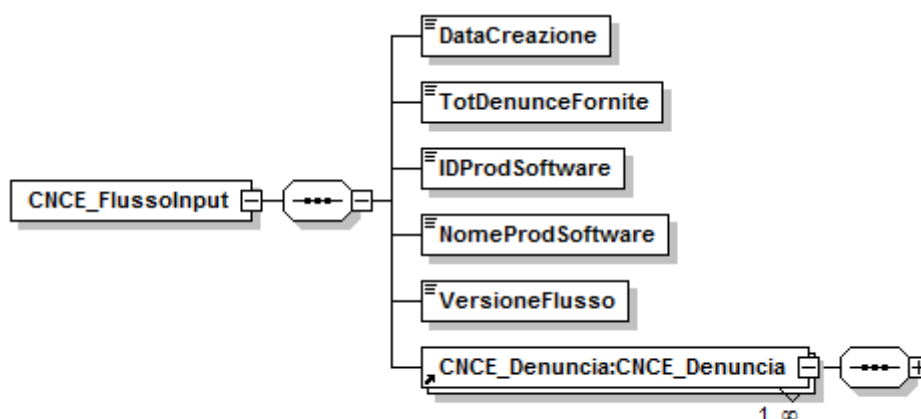 DataCreazione
TotDenunceFornite
IDProdSoftware
CNCE_FlussoInput
NomeProdSoftware
VersioneFlusso
CNCE_Denuncia:CNCE_Denuncia
1 ∞